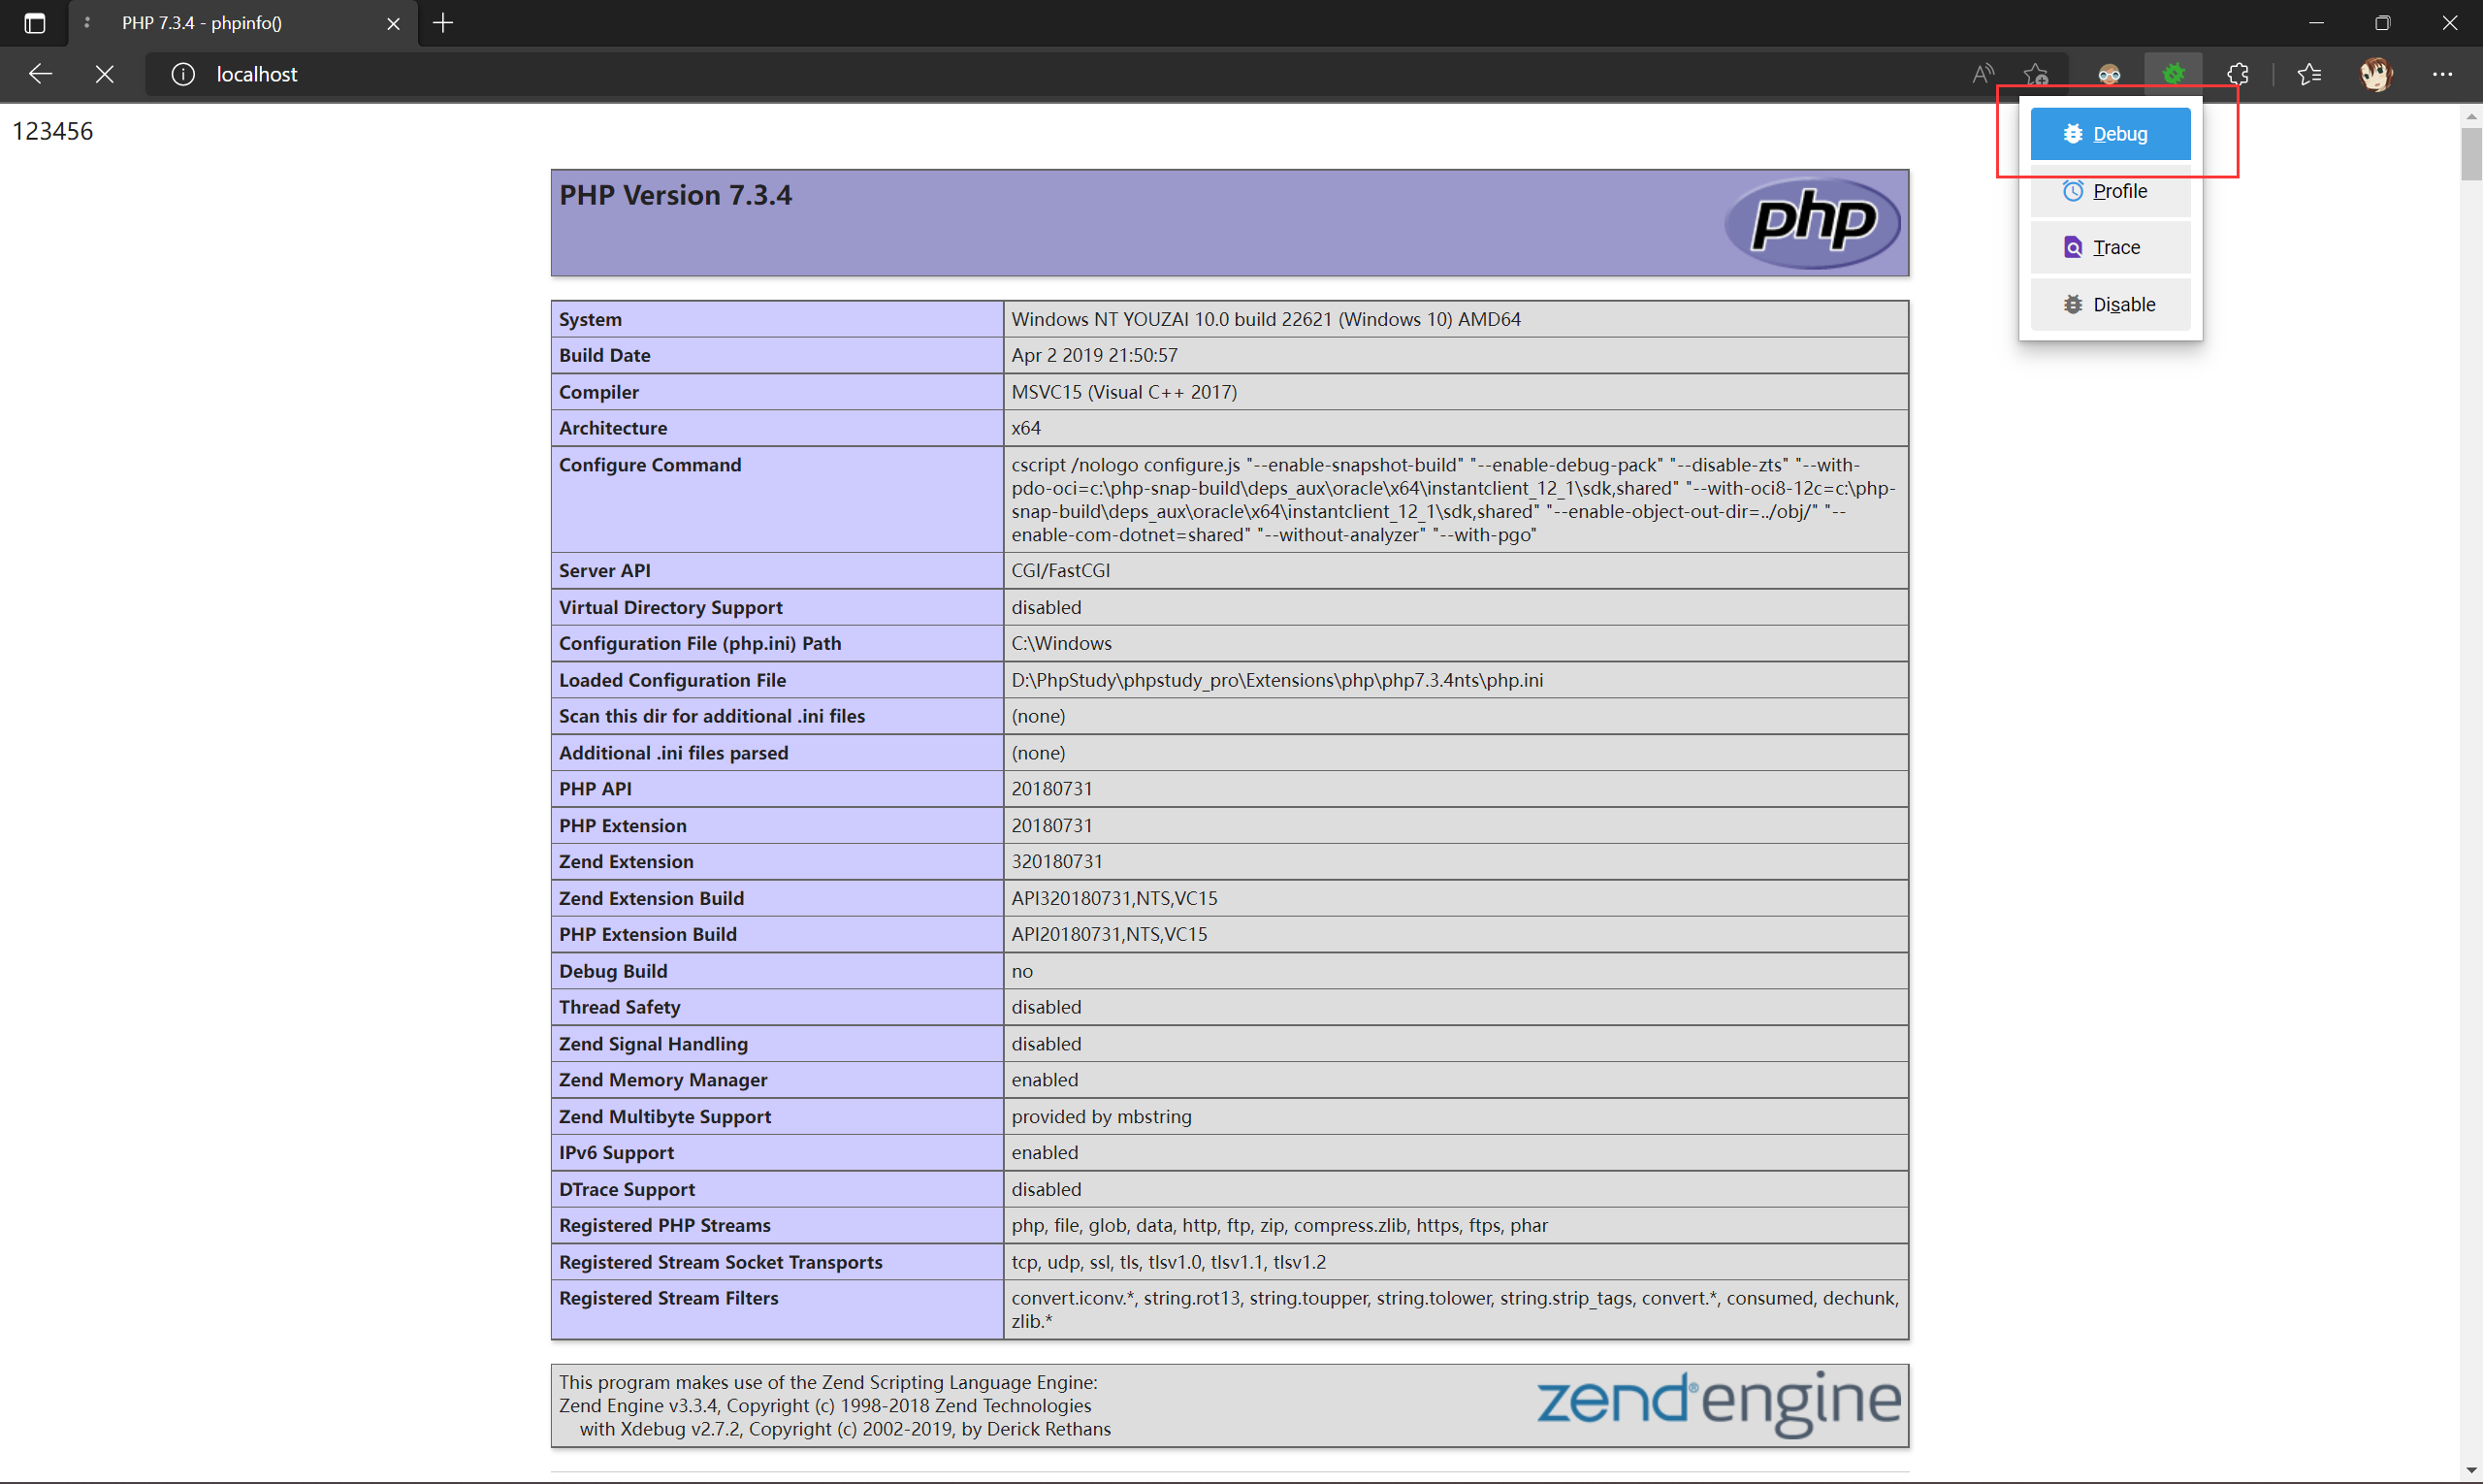 PHP 7.3.4 - phpinfo()
localhost
123456
Debug
Profile
Trace
Disable
PHP Version 7.3.4
php
System Windows NT YOUZAI 10.0 build 22621 (Windows 10) AMD64
Build Date Apr 2 2019 21:50:57
Compiler MSVC15 (Visual C++ 2017)
Architecture x64
Configure Command cscript /nologo configure.js "--enable-snapshot-build" "--enable-debug-pack" "--disable-zts" "--with-
pdo-oci=c:\php-snap-build\deps_aux\oracle\x64\instantclient_12_1\sdk,shared" "--with-oci8-12c=c:\php-
snap-build\deps_aux\oracle\x64\instantclient_12_1\sdk,shared" "--enable-object-out-dir=../obj/" "--
enable-com-dotnet=shared" "--without-analyzer" "--with-pgo"
Server API CGI/FastCGI
Virtual Directory Support disabled
Configuration File (php.ini) Path C:\Windows
Loaded Configuration File D:\PhpStudy\phpstudy_pro\Extensions\php\php7.3.4nts\php.ini
Scan this dir for additional .ini files (none)
Additional .ini files parsed (none)
PHP API 20180731
PHP Extension 20180731
Zend Extension 320180731
Zend Extension Build API320180731,NTS,VC15
PHP Extension Build API20180731,NTS,VC15
Debug Build no
Thread Safety disabled
Zend Signal Handling disabled
Zend Memory Manager enabled
Zend Multibyte Support provided by mbstring
IPv6 Support enabled
DTrace Support disabled
Registered PHP Streams php, file, glob, data, http, ftp, zip, compress.zlib, https, ftps, phar
Registered Stream Socket Transports tcp, udp, ssl, tls, tlsv1.0, tlsv1.1, tlsv1.2
Registered Stream Filters convert.iconv.*, string.rot13, string.toupper, string.tolower, string.strip_tags, convert.*, consumed, dechunk,
zlib.*
This program makes use of the Zend Scripting Language Engine:
Zend Engine v3.3.4, Copyright (c) 1998-2018 Zend Technologies
with Xdebug v2.7.2, Copyright (c) 2002-2019, by Derick Rethans
zend®engine